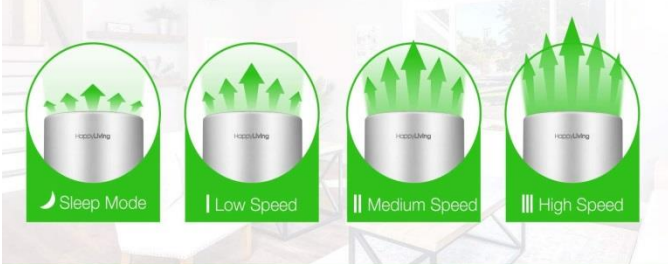 HappyLiving
HappyLiving
HappyLiving
HappyLiving
Sleep Mode
Low Speed
Medium Speed
High Speed